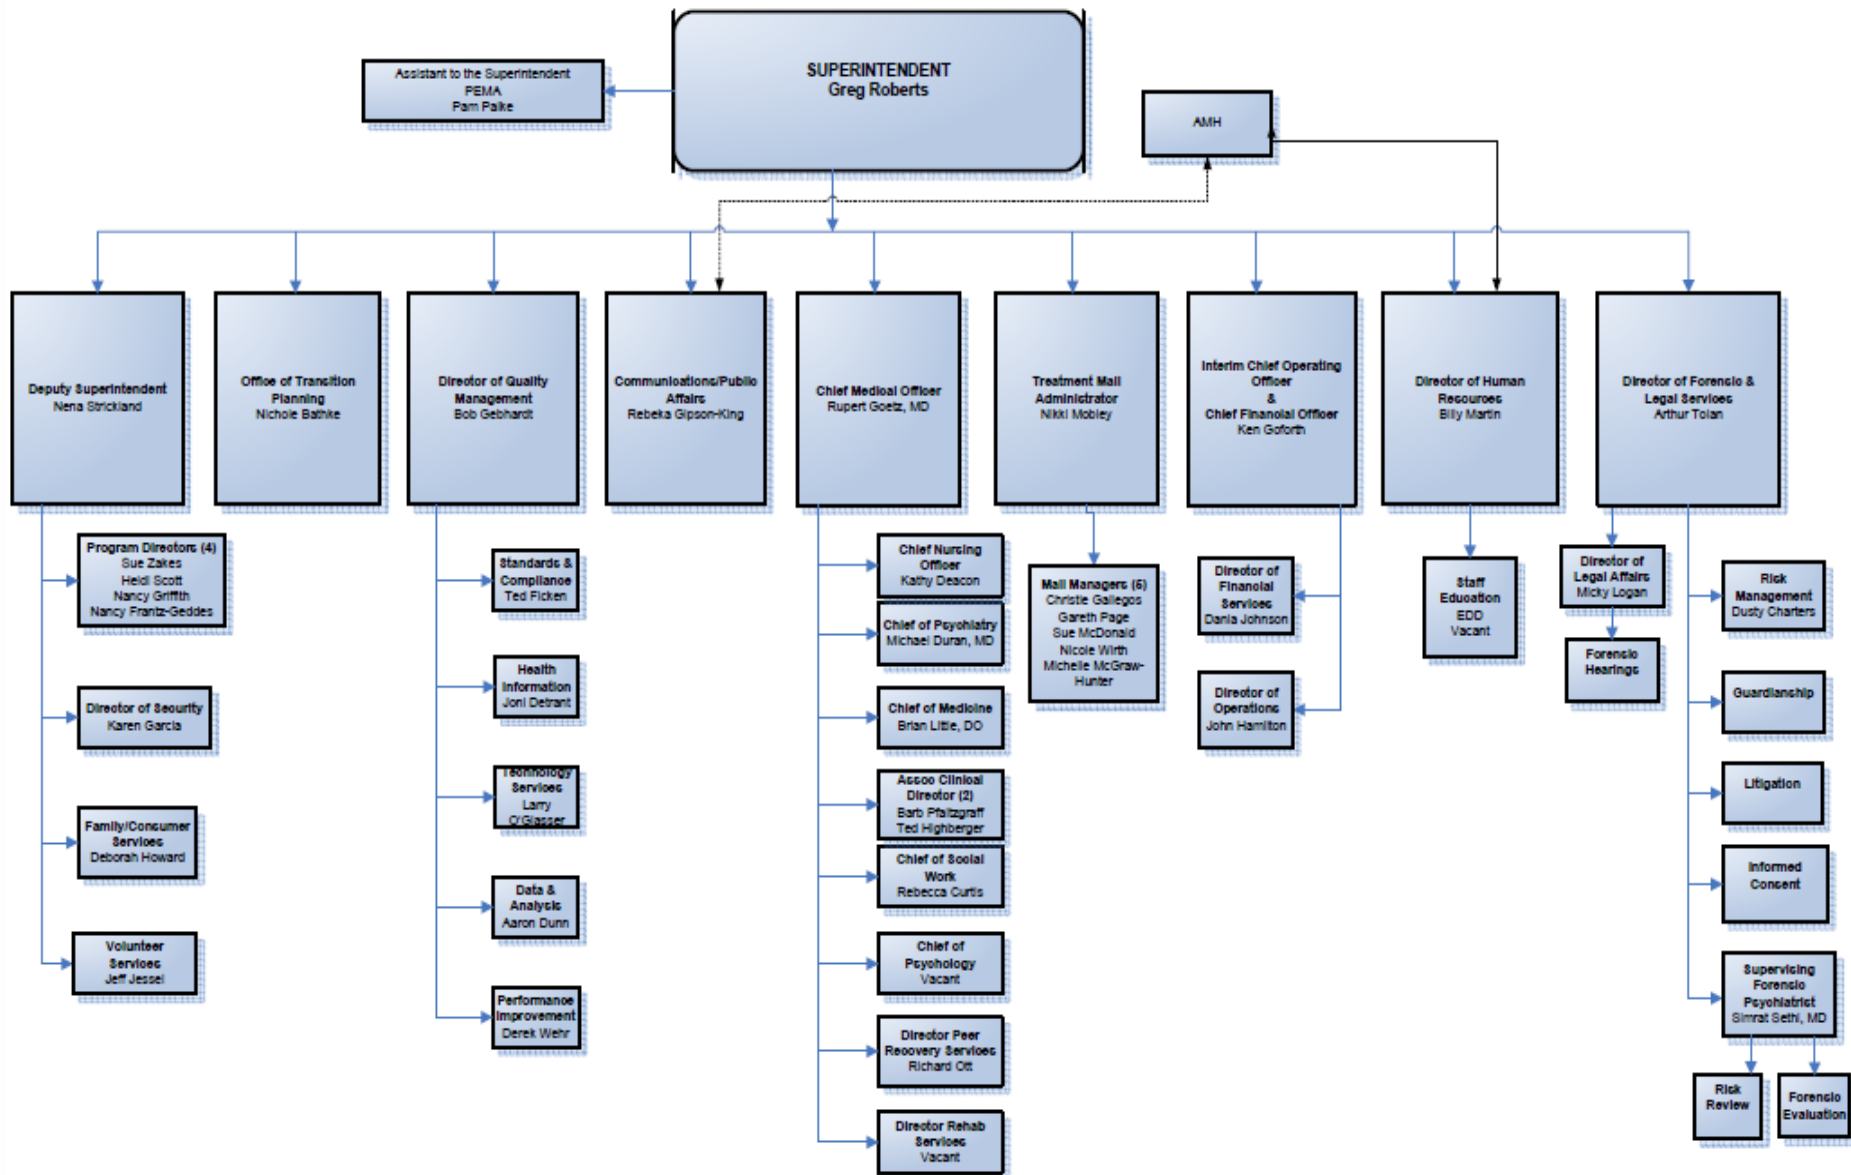 SUPERINTENDENT
Greg Roberts
Assistant to the Superintendent
PEMA
Pam Palke
AMH
Deputy Superintendent
Nena Strickland
Office of Transition
Planning
Nichole Bathke
Director of Quality
Management
Bob Gebhardt
Communications/Public
Affairs
Rebeka Gipson-King
Chief Medical Officer
Rupert Goetz, MD
Treatment Mall
Administrator
Nikki Mobley
Interim Chief Operating
Officer
&
Chief Financial Officer
Ken Goforth
Director of Human
Resources
Billy Martin
Director of Forensic &
Legal Services
Arthur Tolan
Program Directors (4)
Sue Zakes
Heidi Scott
Nancy Griffith
Nancy Frantz-Geddes
Director of Security
Karen Garcia
Family/Consumer
Services
Deborah Howard
Volunteer
Services
Jeff Jessel
Standards &
Compliance
Ted Ficken
Health
Information
Joni Detrant
Technology
Services
Larry
O'Glasser
Data &
Analysis
Aaron Dunn
Performance
Improvement
Derek Wehr
Chief Nursing
Officer
Kathy Deacon
Chief of Psychiatry
Michael Duran, MD
Chief of Medicine
Brian Little, DO
Assoc Clinical
Director (2)
Barb Pfaltzgraff
Ted Highberger
Chief of Social
Work
Rebecca Curtis
Chief of
Psychology
Vacant
Director Peer
Recovery Services
Richard Ott
Director Rehab
Services
Vacant
Mall Managers (5)
Christie Gallegos
Gareth Page
Sue McDonald
Nicole Wirth
Michelle McGraw-
Hunter
Director of
Financial
Services
Dania Johnson
Director of
Operations
John Hamilton
Staff
Education
EDD
Vacant
Director of
Legal Affairs
Micky Logan
Forensic
Hearings
Risk
Management
Dusty Charters
Guardianship
Litigation
Informed
Consent
Supervising
Forensic
Psychiatrist
Simrat Sethi, MD
Risk
Review
Forensic
Evaluation